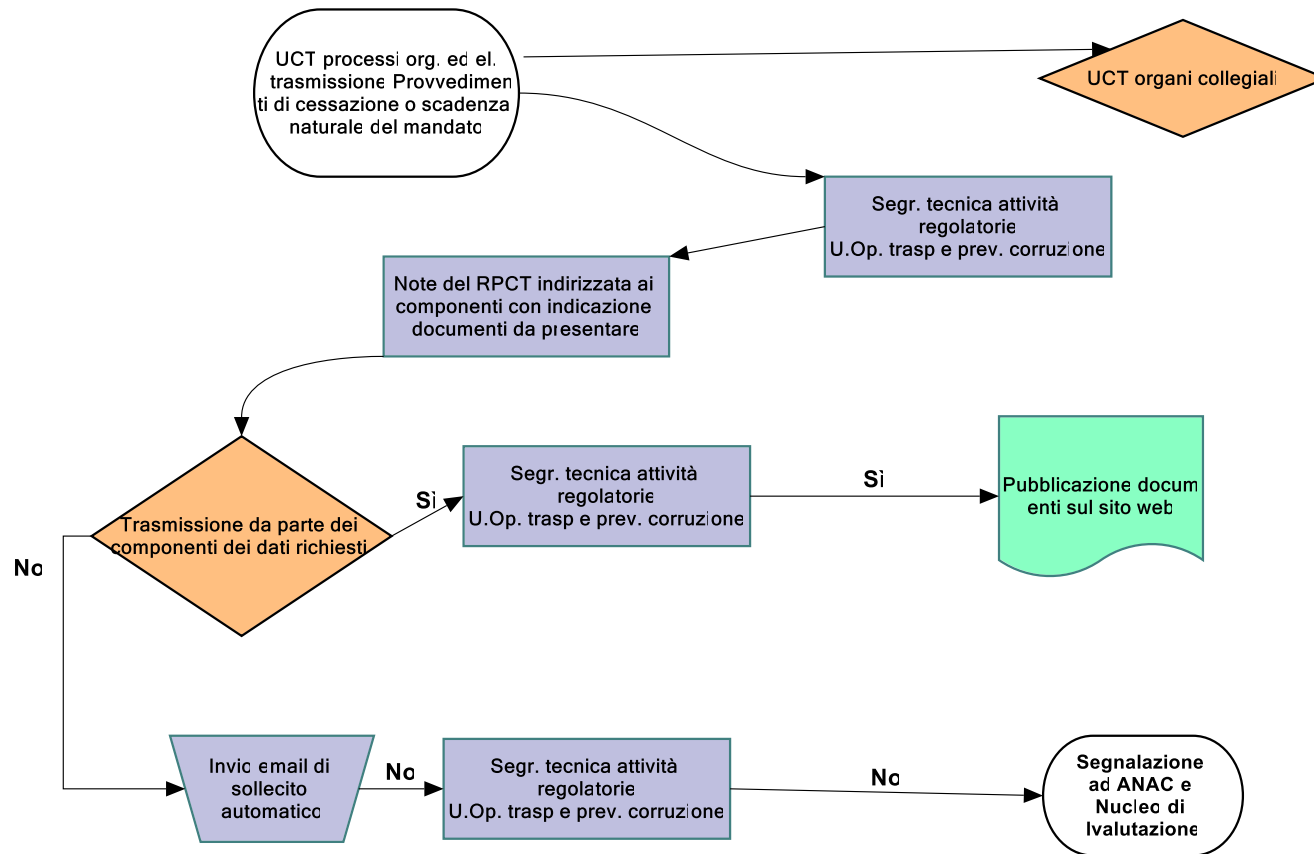 UCT processi org. ed el.
trasmissione Provvedimen
ti di cessazione o scadenza
naturale del mandato
UCT organi collegiali
Segr. tecnica attività
regolatorie
U.Op. trasp e prev. corruzione
Note del RPCT indirizzata ai
componenti con indicazione
documenti da presentare
Trasmissione da parte dei
componenti dei dati richiesti
Sì
Segr. tecnica attività
regolatorie
U.Op. trasp e prev. corruzione
Sì
Pubblicazione docum
enti sul sito web
No
Invio email di
sollecito
automatico
No
Segr. tecnica attività
regolatorie
U.Op. trasp e prev. corruzione
No
Segnalazione
ad ANAC e
Nucleo di
lvalutazione